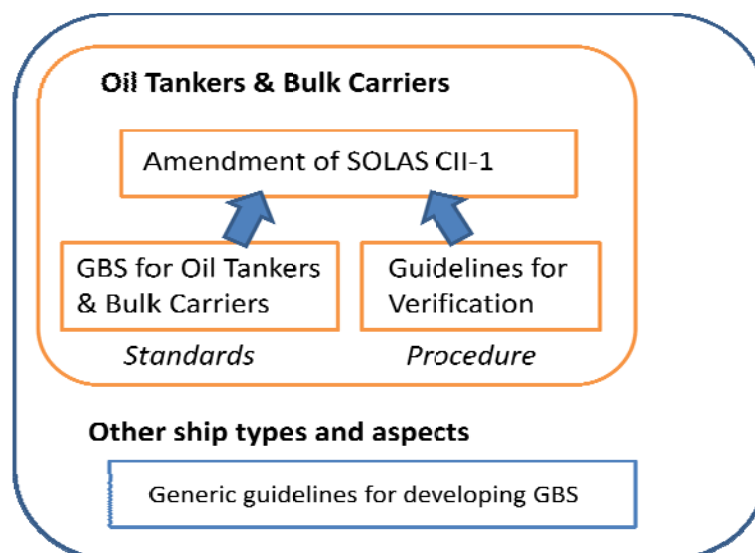 Oil Tankers & Bulk Carriers
Amendment of SOLAS CII-1
GBS for Oil Tankers
& Bulk Carriers
Guidelines for
Verification
Standards
Procedure
Other ship types and aspects
Generic guidelines for developing GBS